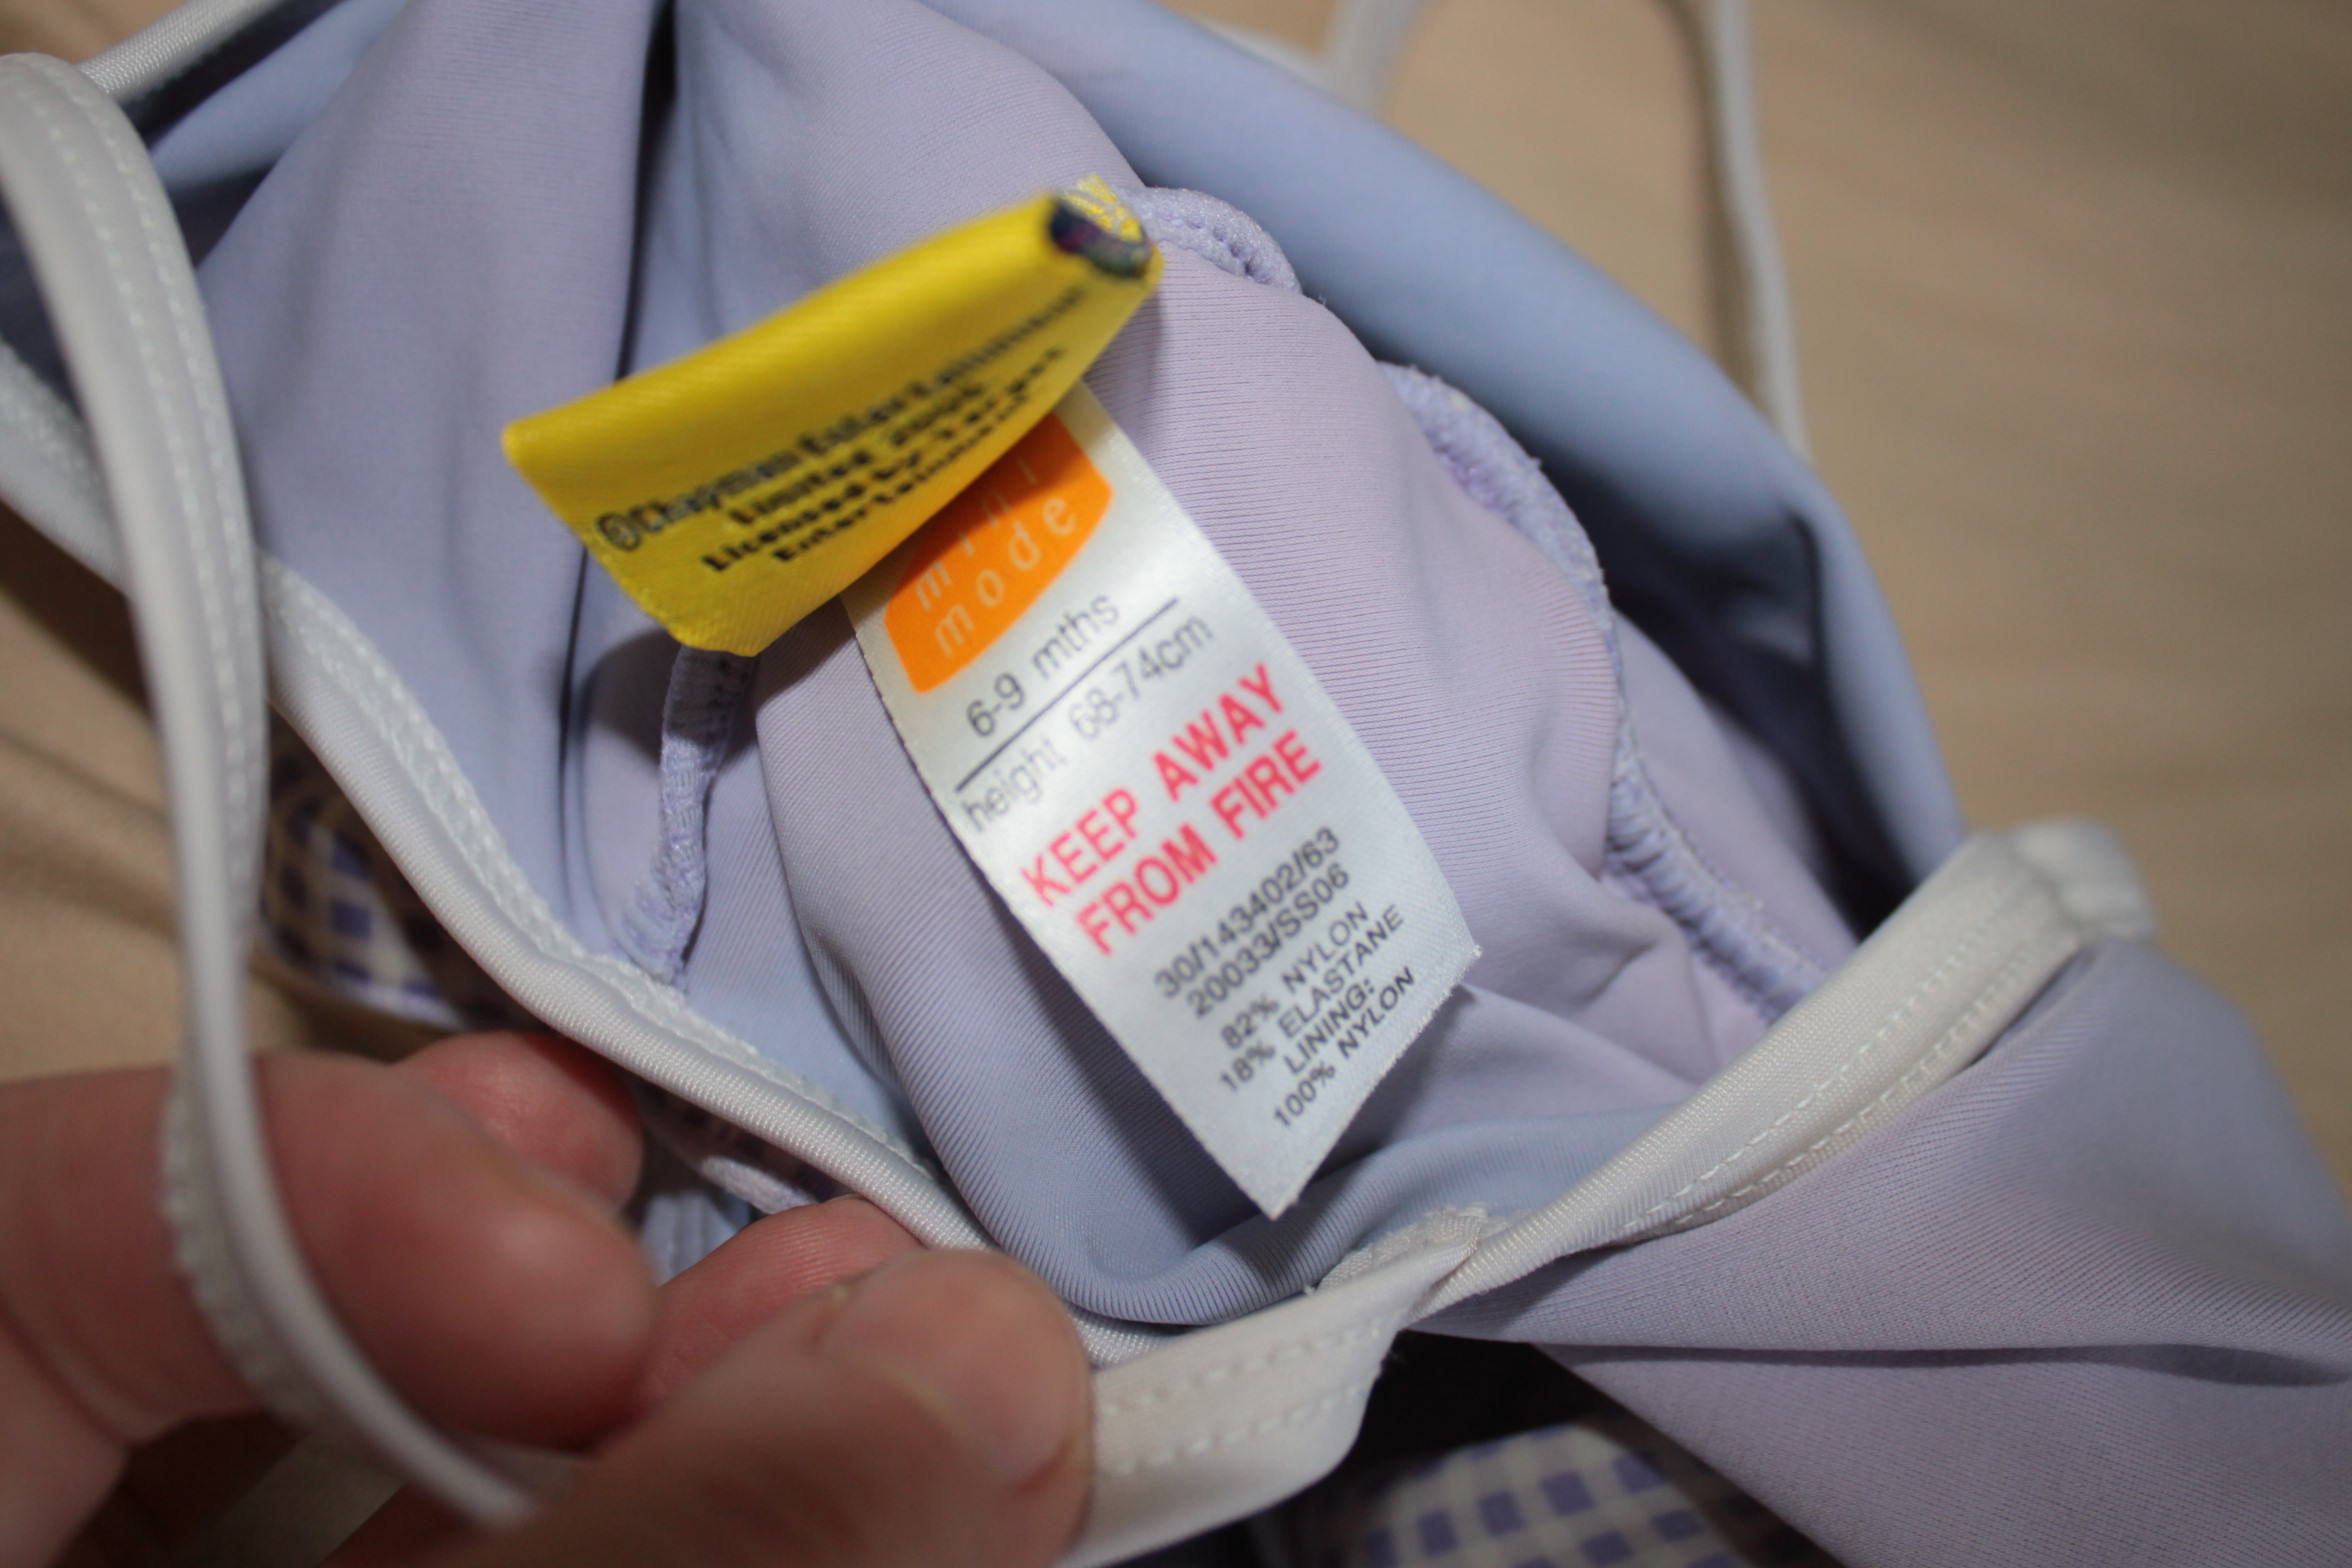 ©Chapman Entertainment
Limited 2006
Licensed by Target
Entertainment
mini
mode
6-9 mths
height 68-74cm
KEEP AWAY
FROM FIRE
30/143402/63
20033/SS06
82% NYLON
18% ELASTANE
LINING:
100% NYLON